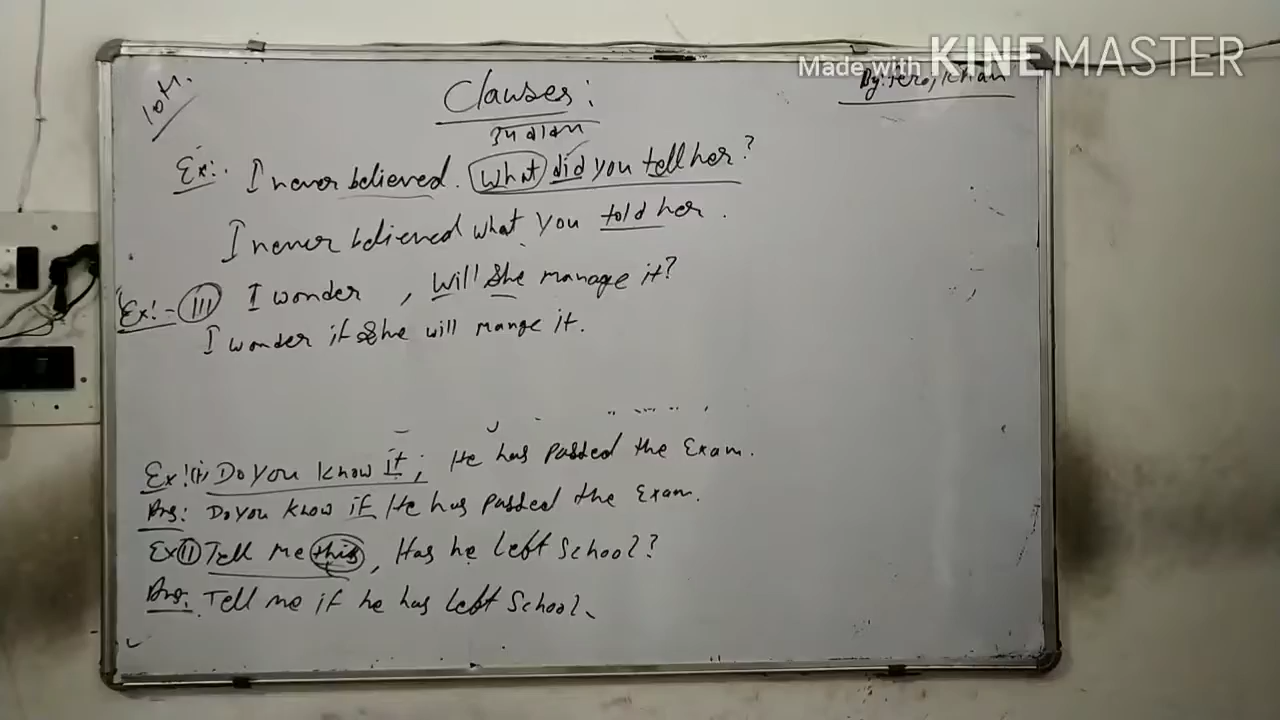 Made with KINEMASTER
10th.
By: Feroj Khan
Clauses:
उपवाक्य
Ex:. I never believed. What did you tell her?
I never believed what you told her.
Ex:- III I wonder , Will She manage it?
I wonder if She will mange it.
Ex:(i) Do you know it; He has passed the Exam.
Ans: Do you know if He has passed the Exam.
Ex II Tell me this, Has he left School?
Ans. Tell me if he has left School.